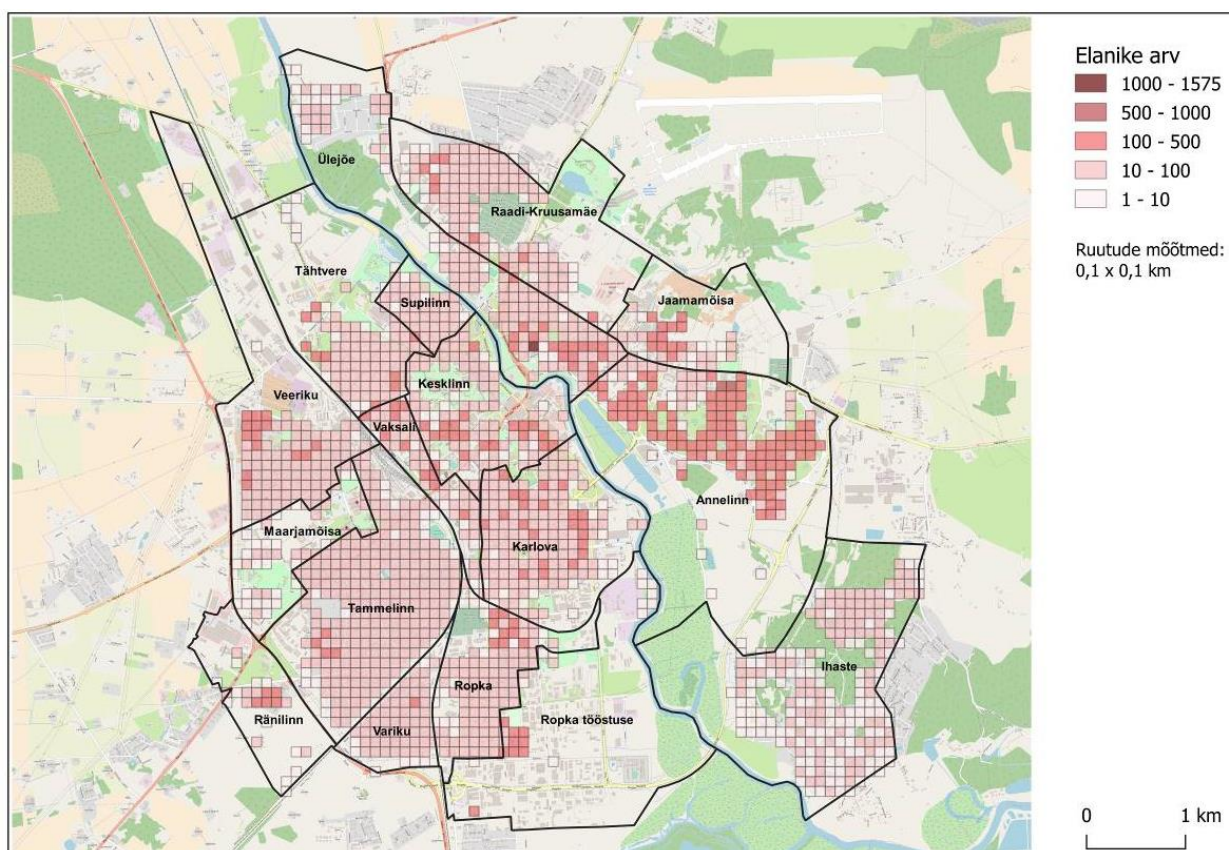 Elanike arv
1000 - 1575
500 - 1000
100 - 500
10 - 100
1 - 10
Ruutude mõõtmed:
0,1 x 0,1 km
Ülejõe
Raadi-Kruusamäe
Tähtvere
Supilinn
Jaamamõisa
Kesklinn
Veeriku
Vaksali
Annelinn
Maarjamõisa
Karlova
Tammelinn
Ihaste
Ropka
Ränilinn
Ropka tööstuse
Variku
0 1 km